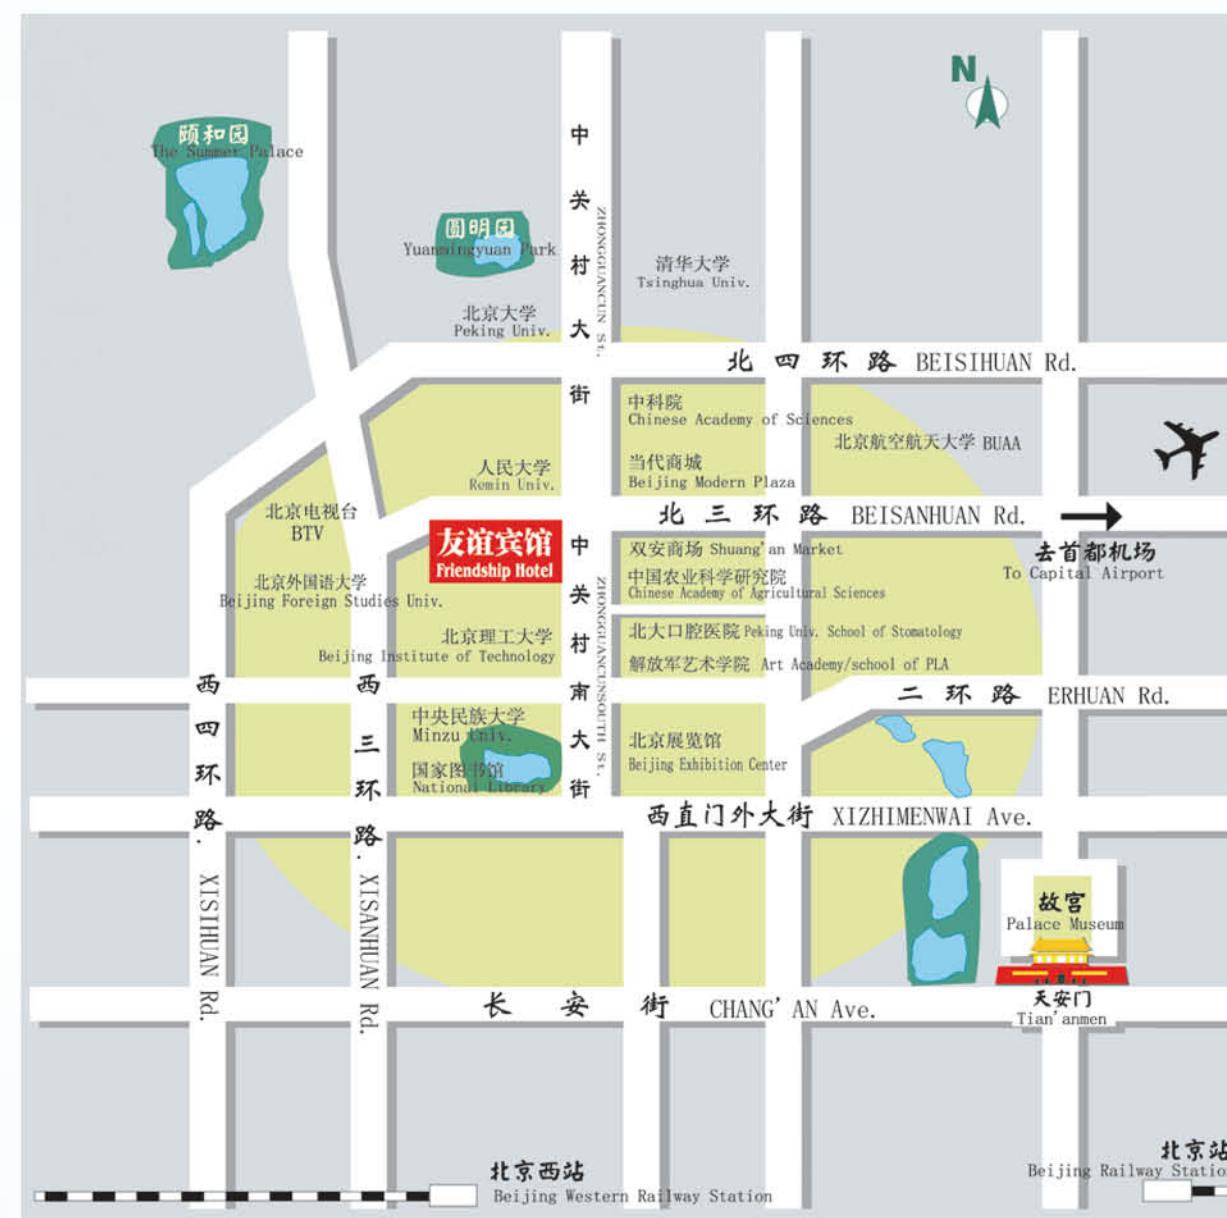 N
颐和园
The Summer Palace
圆明园
Yuanmingyuan Park
中关村大街
ZHONGGUANCUN St.
清华大学
Tsinghua Univ.
北京大学
Peking Univ.
北四环路 BEISIHUAN Rd.
中科院
Chinese Academy of Sciences
北京航空航天大学 BUAA
人民大学
Remin Univ.
当代商城
Beijing Modern Plaza
北京电视台
BTV
北三环路 BEISANHUAN Rd.
友谊宾馆
Friendship Hotel
去首都机场
To Capital Airport
双安商场 Shuang'an Market
中国农业科学研究院
Chinese Academy of Agricultural Sciences
北京外国语大学
Beijing Foreign Studies Univ.
中关村南大街
ZHONGGUANCUNSOUTH St.
北京理工大学
Beijing Institute of Technology
北大口腔医院 Peking Univ. School of Stomatology
解放军艺术学院 Art Academy/school of PLA
二环路 ERHUAN Rd.
西四环路. XISIHUAN Rd.
西三环路. XISANHUAN Rd.
中央民族大学
Minzu Univ.
国家图书馆
National Library
北京展览馆
Beijing Exhibition Center
西直门外大街 XIZHIMENWAI Ave.
故宫
Palace Museum
天安门
Tian'anmen
长安街 CHANG'AN Ave.
北京西站
Beijing Western Railway Station
北京站
Beijing Railway Statio